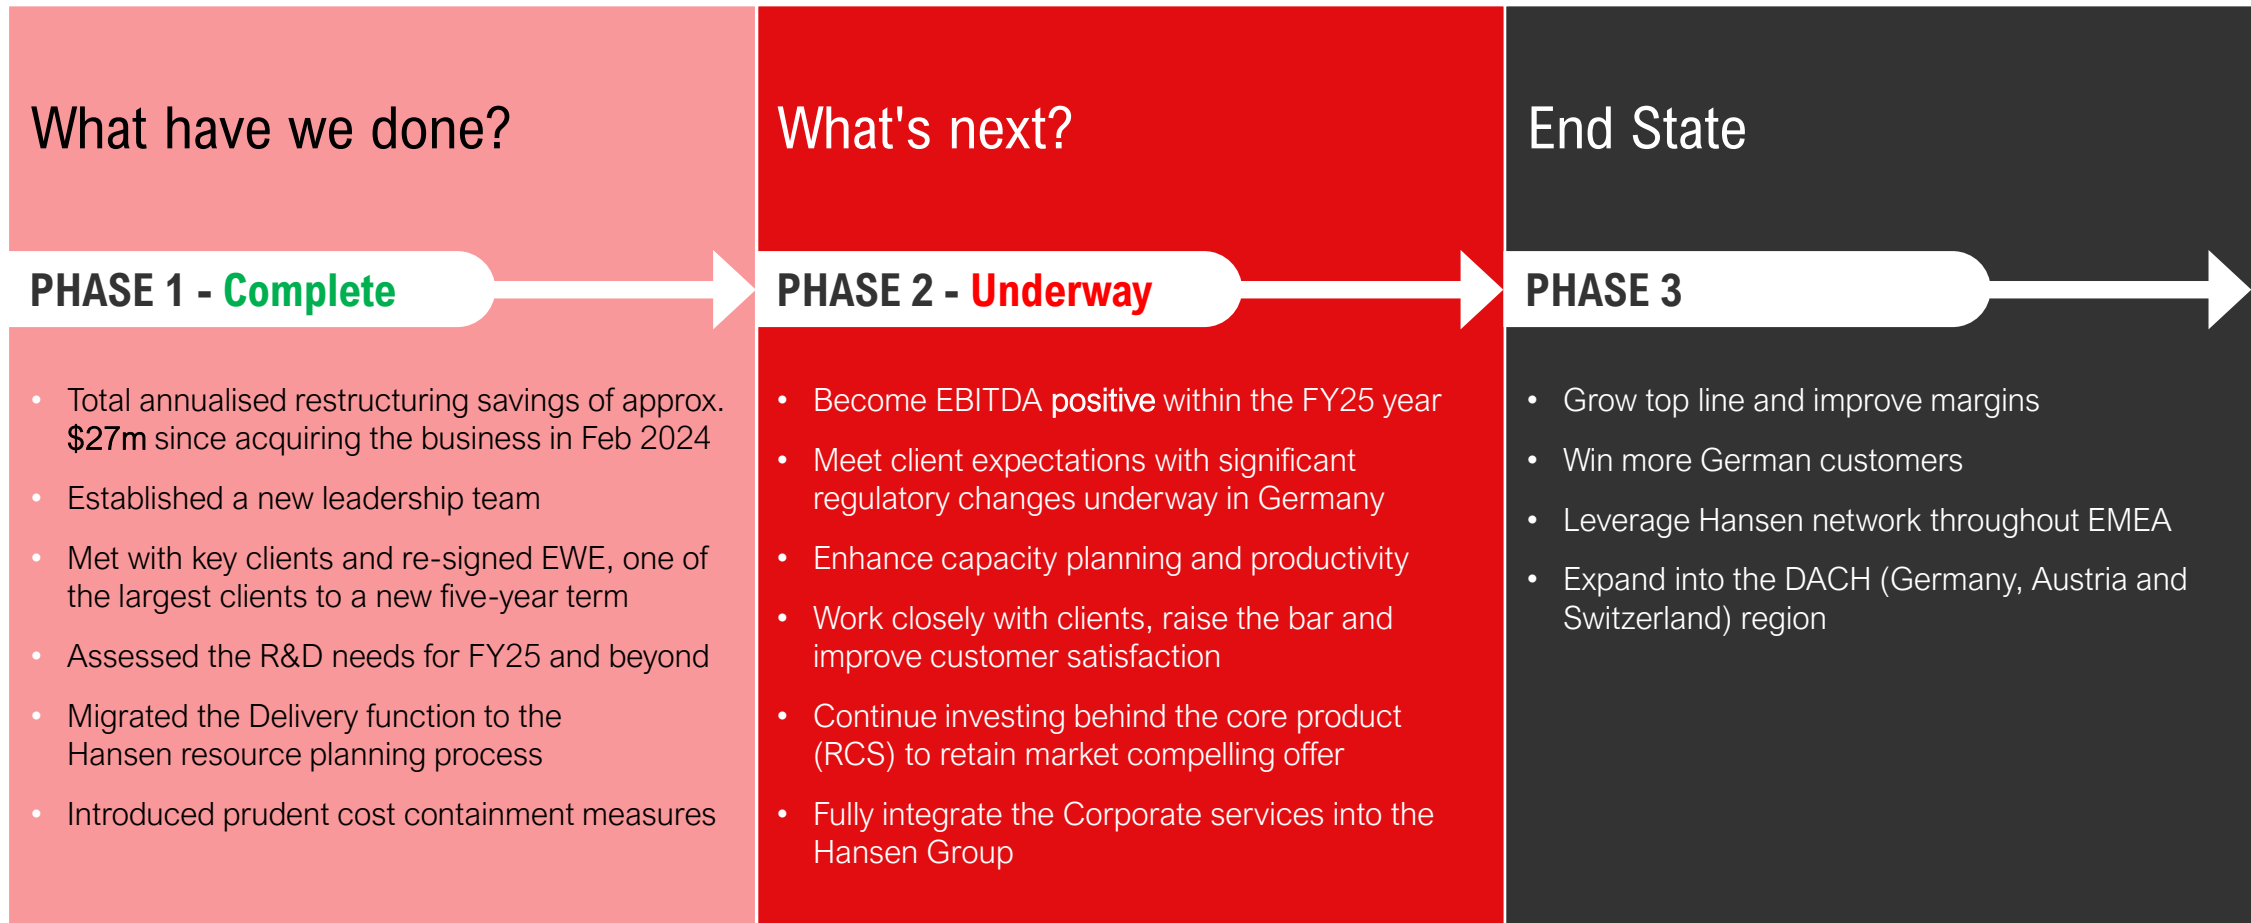 What have we done?
PHASE 1 - Complete
• Total annualised restructuring savings of approx.
$27m since acquiring the business in Feb 2024
• Established a new leadership team
• Met with key clients and re-signed EWE, one of
the largest clients to a new five-year term
• Assessed the R&D needs for FY25 and beyond
• Migrated the Delivery function to the
Hansen resource planning process
• Introduced prudent cost containment measures
What's next?
PHASE 2 - Underway
• Become EBITDA positive within the FY25 year
• Meet client expectations with significant
regulatory changes underway in Germany
• Enhance capacity planning and productivity
• Work closely with clients, raise the bar and
improve customer satisfaction
• Continue investing behind the core product
(RCS) to retain market compelling offer
• Fully integrate the Corporate services into the
Hansen Group
End State
PHASE 3
• Grow top line and improve margins
• Win more German customers
• Leverage Hansen network throughout EMEA
• Expand into the DACH (Germany, Austria and
Switzerland) region